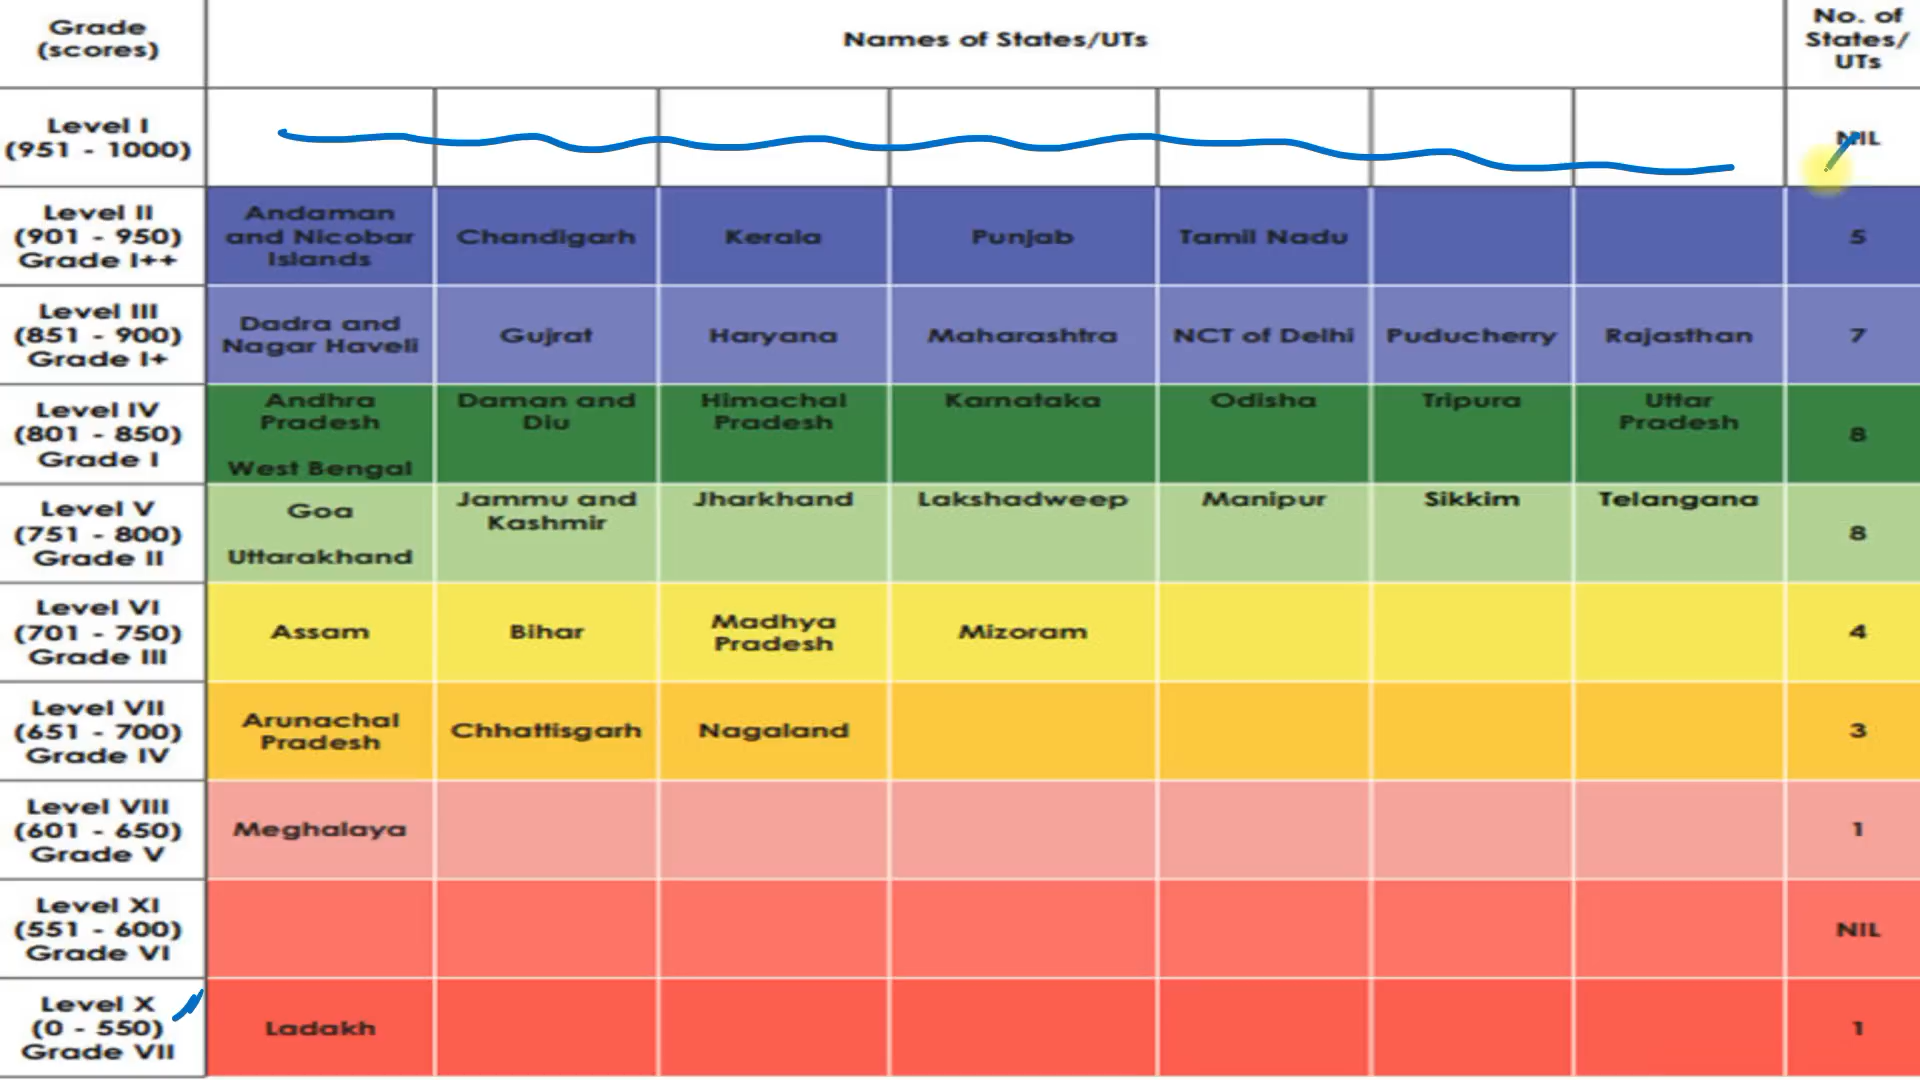 Grade
(scores)
Names of States/UTs
No. of
States/
UTs
Level I
(951 - 1000)
NIL
Level II
(901 - 950)
Grade I++
Andaman
and Nicobar
Islands
Chandigarh
Kerala
Punjab
Tamil Nadu
5
Level III
(851 - 900)
Grade I+
Dadra and
Nagar Haveli
Gujrat
Haryana
Maharashtra
NCT of Delhi
Puducherry
Rajasthan
7
Level IV
(801 - 850)
Grade I
Andhra
Pradesh
West Bengal
Daman and
Diu
Himachal
Pradesh
Karnataka
Odisha
Tripura
Uttar
Pradesh
8
Level V
(751 - 800)
Grade II
Goa
Uttarakhand
Jammu and
Kashmir
Jharkhand
Lakshadweep
Manipur
Sikkim
Telangana
8
Level VI
(701 - 750)
Grade III
Assam
Bihar
Madhya
Pradesh
Mizoram
4
Level VII
(651 - 700)
Grade IV
Arunachal
Pradesh
Chhattisgarh
Nagaland
3
Level VIII
(601 - 650)
Grade V
Meghalaya
1
Level XI
(551 - 600)
Grade VI
NIL
Level X
(0 - 550)
Grade VII
Ladakh
1